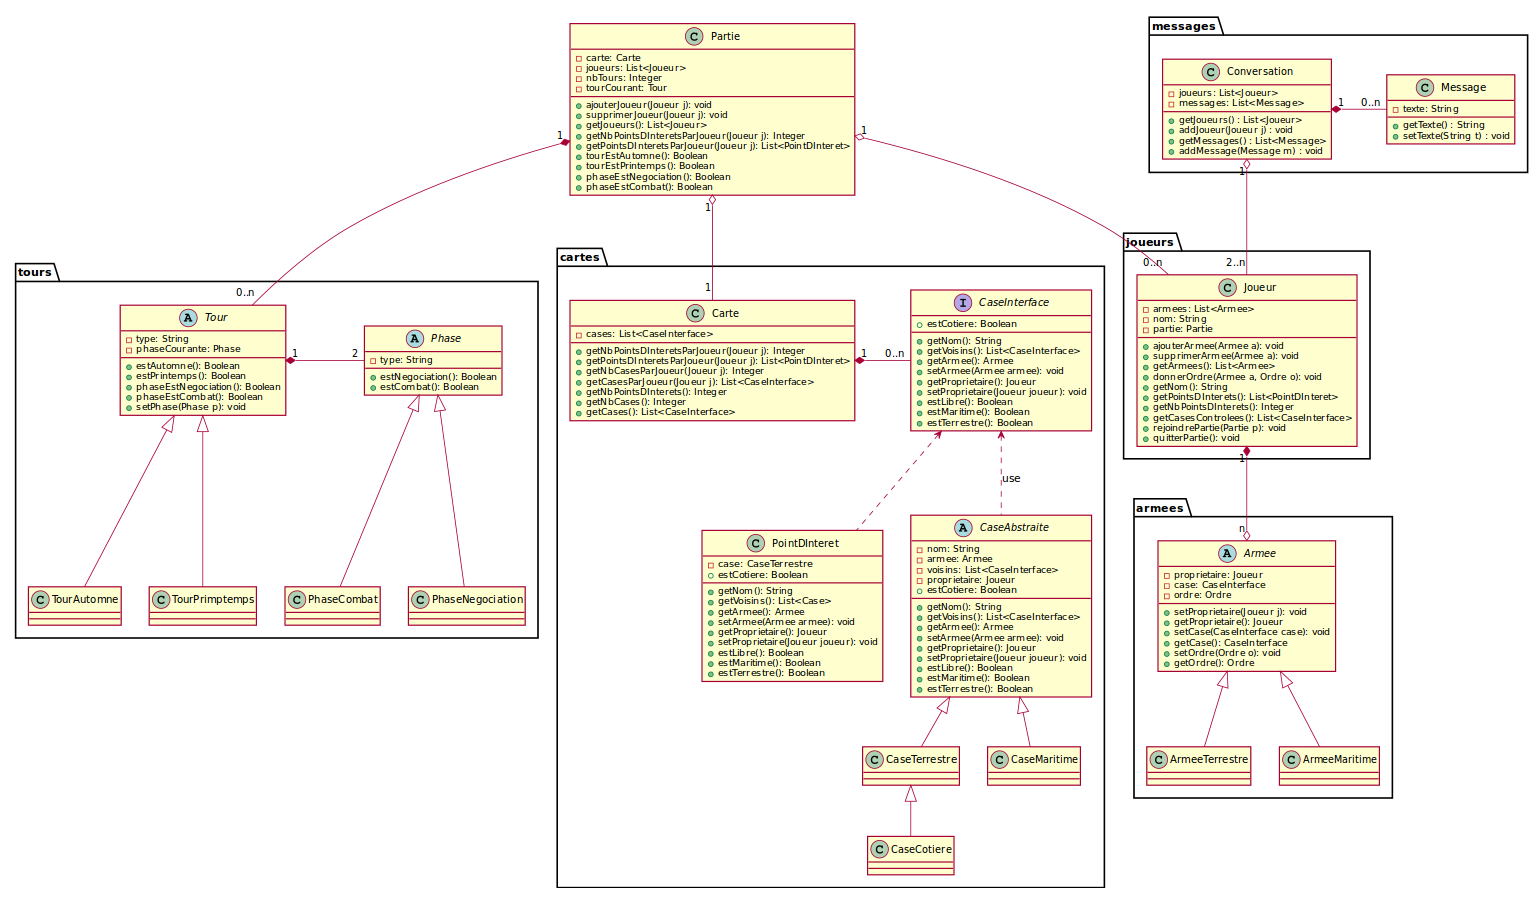 Partie
carte: Carte
joueurs: List<Joueur>
nbTours: Integer
tourCourant: Tour
ajouterJoueur(Joueur j): void
supprimerJoueur(Joueur j): void
getJoueurs(): List<Joueur>
getNbPointsDInteretsParJoueur(Joueur j): Integer
getPointsDInteretsParJoueur(Joueur j): List<PointDInteret>
tourEstAutomne(): Boolean
tourEstPrintemps(): Boolean
phaseEstNegociation(): Boolean
phaseEstCombat(): Boolean
1
1
1
messages
Conversation
joueurs : List<Joueur>
messages: List<Message>
getJoueurs() : List<Joueur>
addJoueur(Joueur j) : void
getMessages() : List<Message>
addMessage(Message m) : void
1
0..n
1
Message
texte: String
getTexte() : String
setTexte(String t) : void
tours
0..n
Tour
type: String
phaseCourante: Phase
estAutomne(): Boolean
estPrintemps(): Boolean
phaseEstNegociation(): Boolean
phaseEstCombat(): Boolean
setPhase(Phase p): void
1
2
Phase
type: String
estNegociation(): Boolean
estCombat(): Boolean
TourAutomne
TourPrimptemps
PhaseCombat
PhaseNegociation
cartes
1
Carte
cases: List<CaseInterface>
getNbPointsDInteretsParJoueur(Joueur j): Integer
getPointsDInteretsParJoueur(Joueur j): List<PointDInteret>
getNbCasesParJoueur(Joueur j): Integer
getCasesParJoueur(Joueur j): List<CaseInterface>
getNbPointsDInterets(): Integer
getNbCases(): Integer
getCases(): List<CaseInterface>
1
0..n
CaseInterface
estCotiere: Boolean
getNom(): String
getVoisins(): List<CaseInterface>
getArmee(): Armee
setArmee(Armee armee): void
getProprietaire(): Joueur
setProprietaire(Joueur joueur): void
estLibre(): Boolean
estMaritime(): Boolean
estTerrestre(): Boolean
use
PointDInteret
case: CaseTerrestre
estCotiere: Boolean
getNom(): String
getVoisins(): List<Case>
getArmee(): Armee
setArmee(Armee armee): void
getProprietaire(): Joueur
setProprietaire(Joueur joueur): void
estLibre(): Boolean
estMaritime(): Boolean
estTerrestre(): Boolean
CaseAbstraite
nom: String
armee: Armee
voisins: List<CaseInterface>
proprietaire: Joueur
estCotiere: Boolean
getNom(): String
getVoisins(): List<CaseInterface>
getArmee(): Armee
setArmee(Armee armee): void
getProprietaire(): Joueur
setProprietaire(Joueur joueur): void
estLibre(): Boolean
estMaritime(): Boolean
estTerrestre(): Boolean
CaseTerrestre
CaseMaritime
CaseCotiere
joueurs
0..n
2..n
Joueur
armees: List<Armee>
nom: String
partie: Partie
ajouterArmee(Armee a): void
supprimerArmee(Armee a): void
getArmees(): List<Armee>
donnerOrdre(Armee a, Ordre o): void
getNom(): String
getPointsDInterets(): List<PointDInteret>
getNbPointsDInterets(): Integer
getCasesControlees(): List<CaseInterface>
rejoindrePartie(Partie p): void
quitterPartie(): void
1
armees
n
Armee
proprietaire: Joueur
case: CaseInterface
ordre: Ordre
setProprietaire(Joueur j): void
getProprietaire(): Joueur
setCase(CaseInterface case): void
getCase(): CaseInterface
setOrdre(Ordre o): void
getOrdre(): Ordre
ArmeeTerrestre
ArmeeMaritime